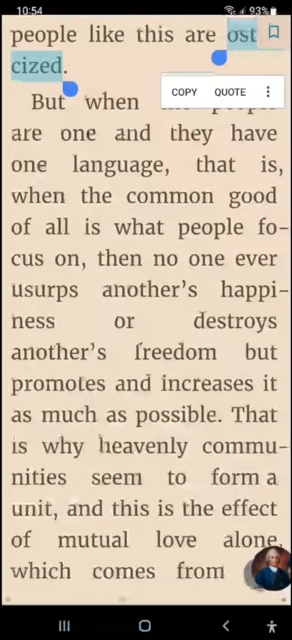 10:54 93%
people like this are ost
cized.
COPY QUOTE
But when people
are one and they have
one language, that is,
when the common good
of all is what people fo-
cus on, then no one ever
usurps another's happi-
ness or destroys
another's freedom but
promotes and increases it
as much as possible. That
is why heavenly commu-
nities seem to form a
unit, and this is the effect
of mutual love alone,
which comes from